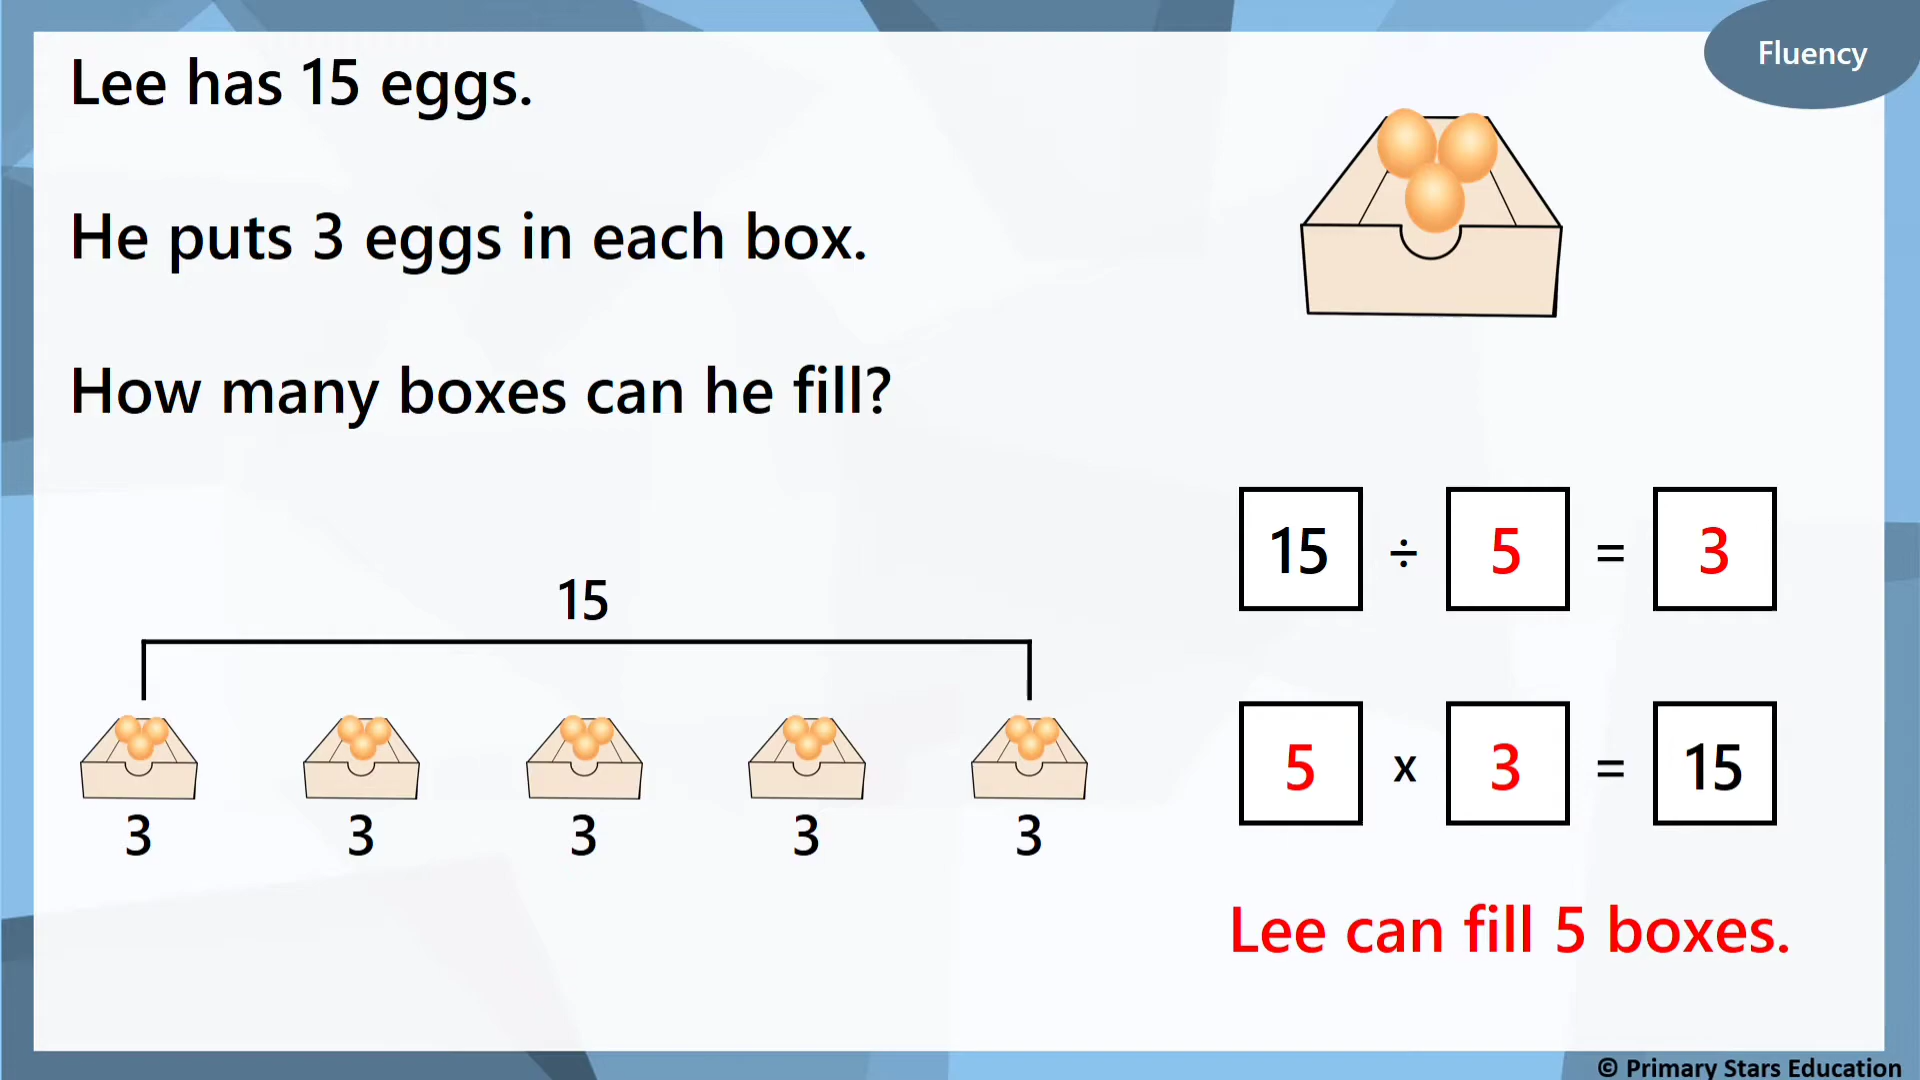 Fluency
Lee has 15 eggs.
He puts 3 eggs in each box.
How many boxes can he fill?
15
3 3 3 3 3
15 ÷ 5 = 3
5 x 3 = 15
Lee can fill 5 boxes.
© Primary Stars Education